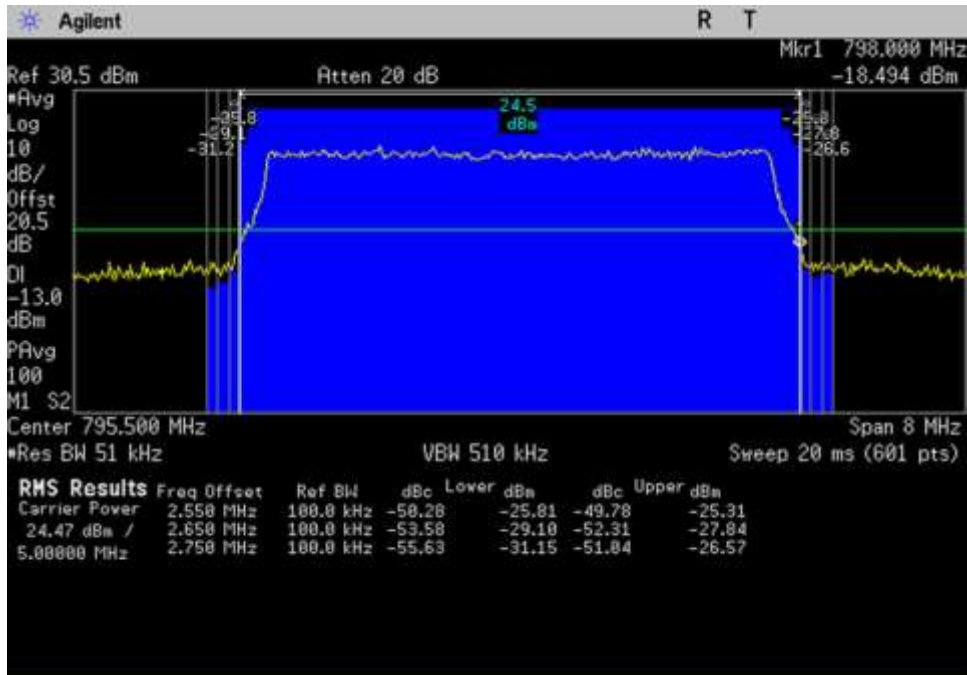 Agilent R T
Mkr1 798.000 MHz
Ref 30.5 dBm Atten 20 dB -18.494 dBm
*Avg
Log
10
dB/
Offst
20.5
dB
DI
-13.0
dBm
PAvg
100
M1 S2
24.5
dBm
-25.8
-29.1
-31.2
-27.8
-26.6
Center 795.500 MHz Span 8 MHz
*Res BW 51 kHz VBW 510 kHz Sweep 20 ms (601 pts)
RMS Results Freq Offset Ref BW dBc Lower dBm dBc Upper dBm
Carrier Power 2.550 MHz 100.0 kHz -50.28 -25.81 -49.78 -25.31
24.47 dBm / 2.650 MHz 100.0 kHz -53.58 -29.10 -52.31 -27.84
5.00000 MHz 2.750 MHz 100.0 kHz -55.63 -31.15 -51.04 -26.57